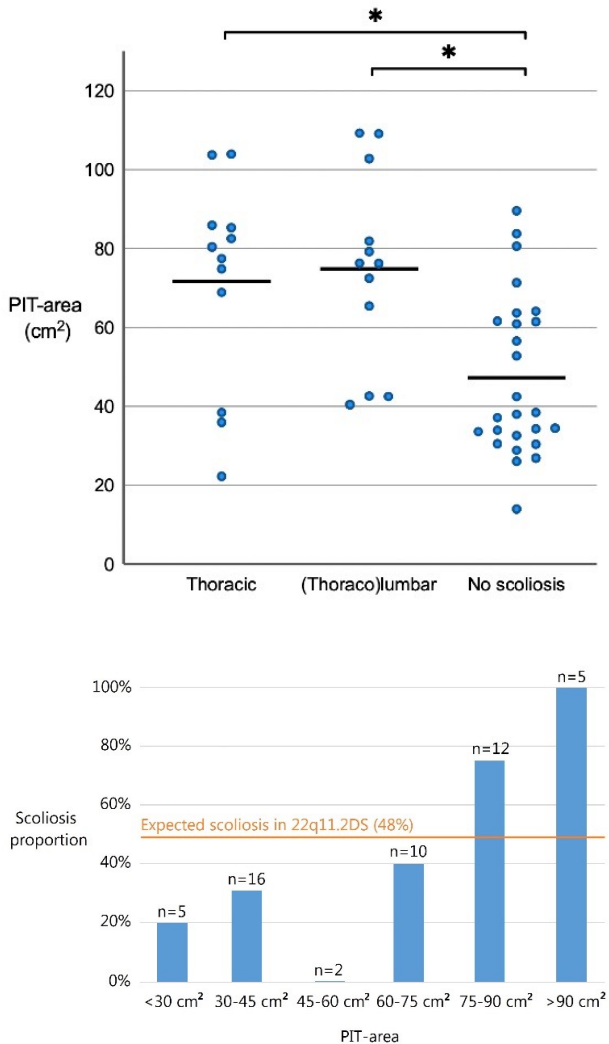 *
*
120
100
80
60
40
20
0
PIT-area
(cm²)
Thoracic
(Thoraco)lumbar
No scoliosis
100%
80%
60%
40%
20%
0%
Scoliosis
proportion
Expected scoliosis in 22q11.2DS (48%)
n=5
n=16
n=2
n=10
n=12
n=5
<30 cm²
30-45 cm²
45-60 cm²
60-75 cm²
75-90 cm²
>90 cm²
PIT-area